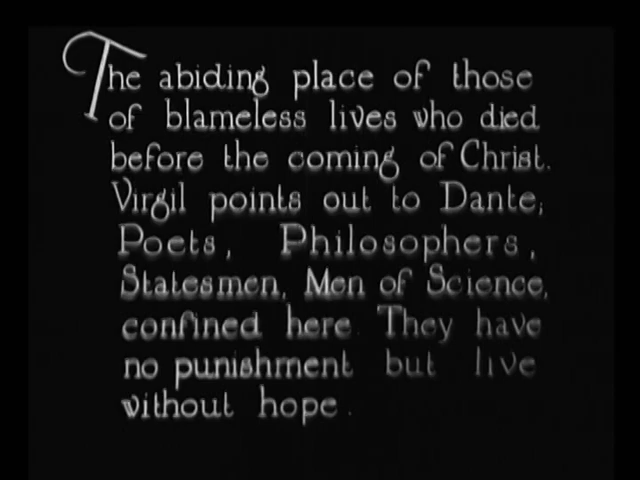 The abiding place of those
of blameless lives who died
before the coming of Christ.
Virgil points out to Dante;
Poets, Philosophers,
Statesmen, Men of Science,
confined here. They have
no punishment but live
without hope.